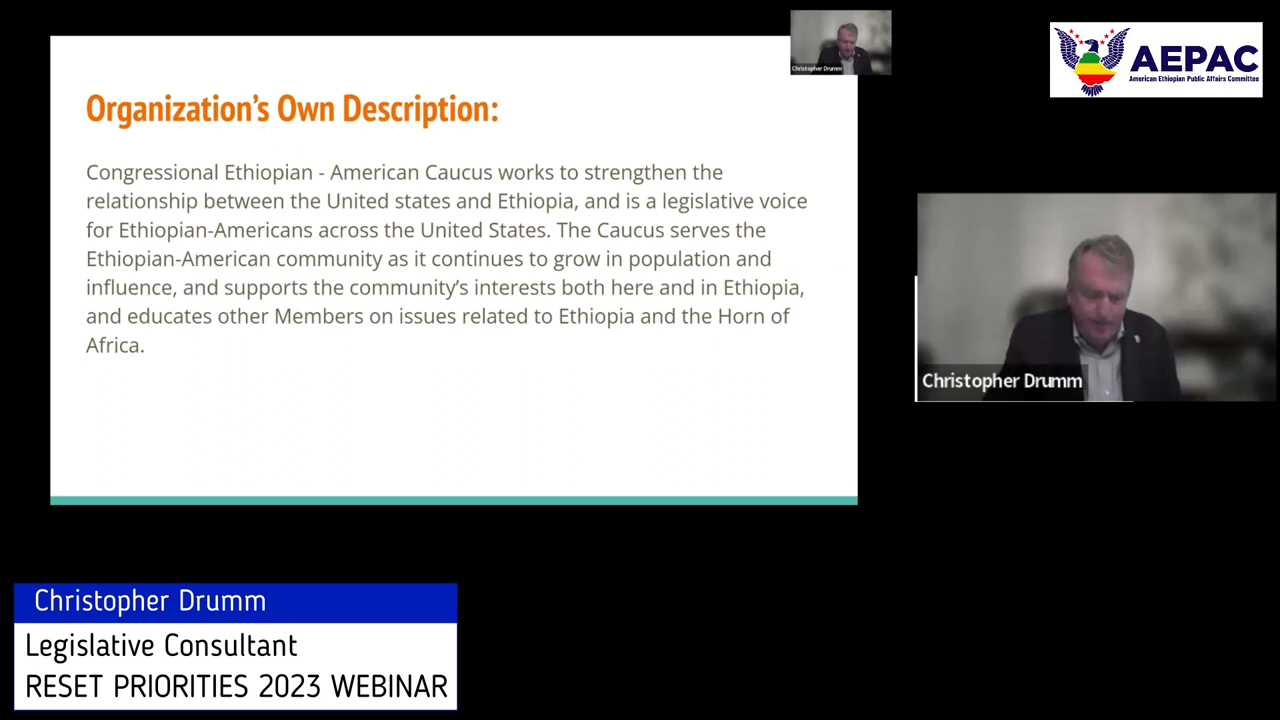 Organization's Own Description:
Congressional Ethiopian - American Caucus works to strengthen the
relationship between the United states and Ethiopia, and is a legislative voice
for Ethiopian-Americans across the United States. The Caucus serves the
Ethiopian-American community as it continues to grow in population and
influence, and supports the community's interests both here and in Ethiopia,
and educates other Members on issues related to Ethiopia and the Horn of
Africa.
Christopher Drumm
AEPAC
American Ethiopian Public Affairs Committee
Christopher Drumm
Christopher Drumm
Legislative Consultant
RESET PRIORITIES 2023 WEBINAR